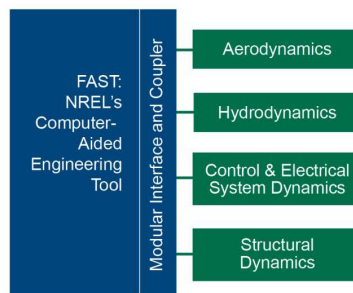 FAST:
NREL's
Computer-
Aided
Engineering
Tool
Modular Interface and Coupler
Aerodynamics
Hydrodynamics
Control & Electrical
System Dynamics
Structural
Dynamics